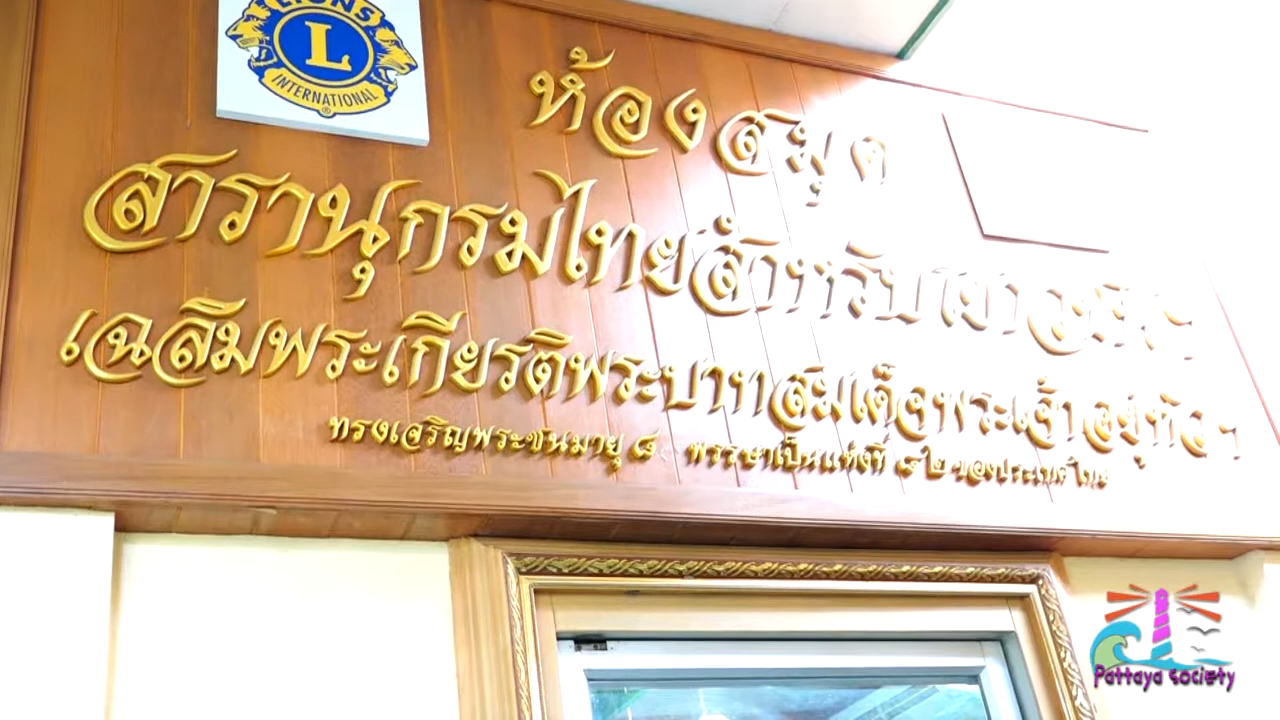 LIONS
L
INTERNATIONAL
®
ห้องสมุด
สารานุกรมไทยสำหรับเยาวชนฯ
เฉลิมพระเกียรติพระบาทสมเด็จพระเจ้าอยู่หัวฯ
ทรงเจริญพระชนมายุ ๘๐ พรรษาเป็นแห่งที่ ๒ ของประเทศไทย
Pattaya society